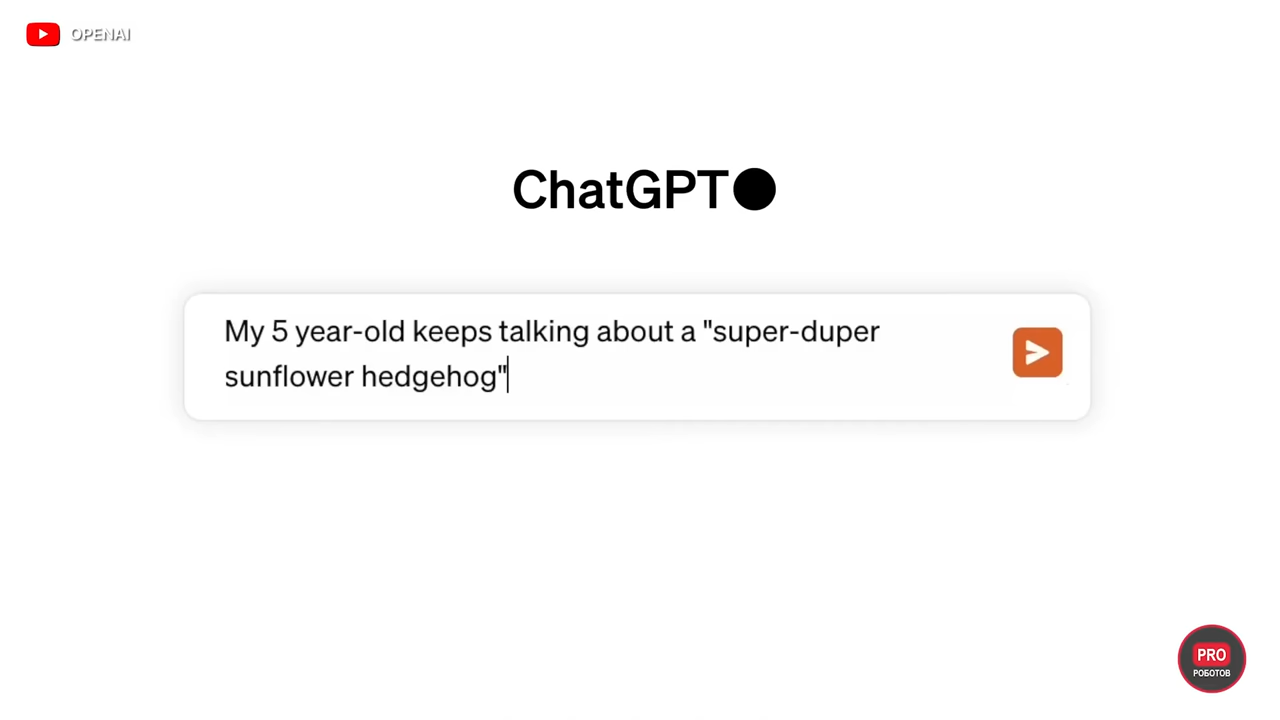 OPENAI
ChatGPT
My 5 year-old keeps talking about a "super-duper
sunflower hedgehog"
PRO
РОБОТОВ